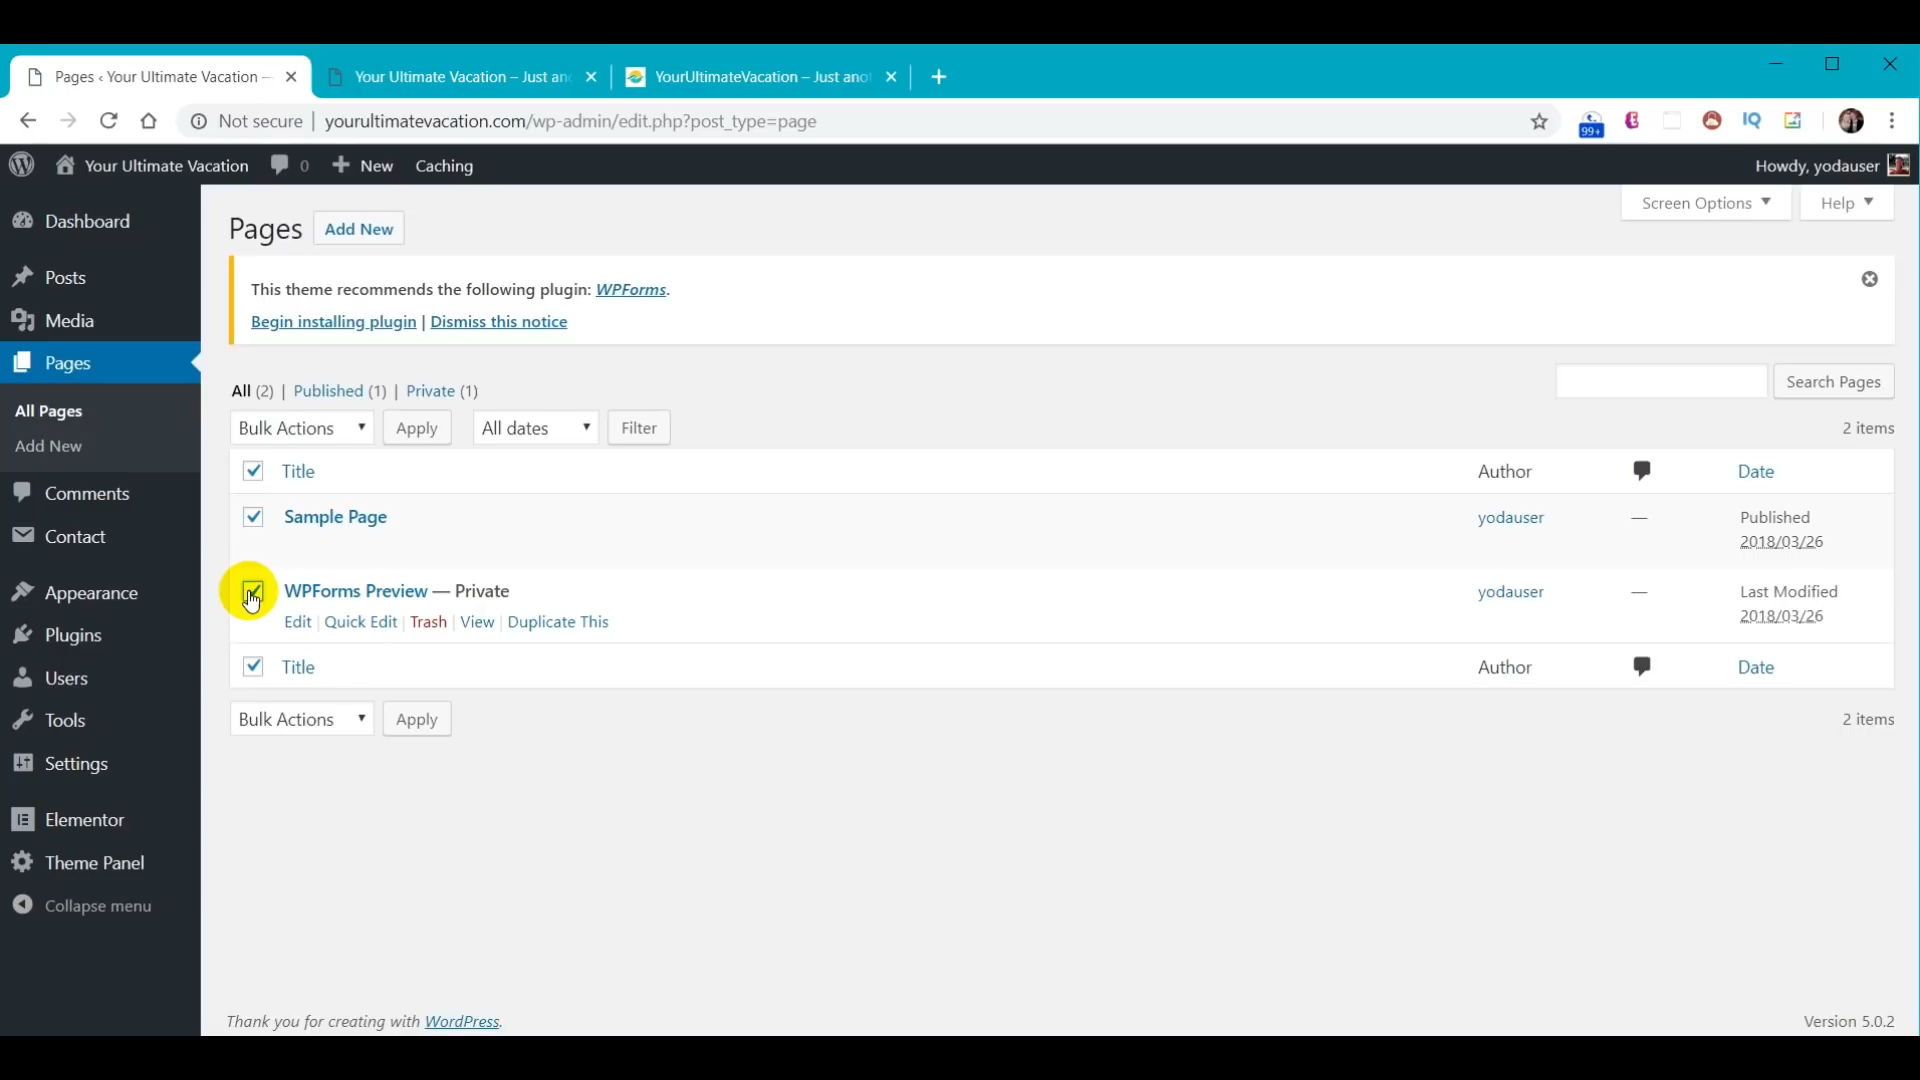 Pages ‹ Your Ultimate Vacation —
Your Ultimate Vacation – Just an
YourUltimateVacation – Just anot
Not secure | yourultimatevacation.com/wp-admin/edit.php?post_type=page
99+
IQ
Your Ultimate Vacation
0
New
Caching
Howdy, yodauser
Dashboard
Posts
Media
Pages
All Pages
Add New
Comments
Contact
Appearance
Plugins
Users
Tools
Settings
Elementor
Theme Panel
Collapse menu
Screen Options
Help
Pages
Add New
This theme recommends the following plugin: WPForms.
Begin installing plugin | Dismiss this notice
All (2) | Published (1) | Private (1)
Search Pages
Bulk Actions
Apply
All dates
Filter
2 items
Title
Author
Date
Sample Page
yodauser
—
Published
2018/03/26
WPForms Preview — Private
yodauser
—
Last Modified
2018/03/26
Edit | Quick Edit | Trash | View | Duplicate This
Title
Author
Date
Bulk Actions
Apply
2 items
Thank you for creating with WordPress.
Version 5.0.2